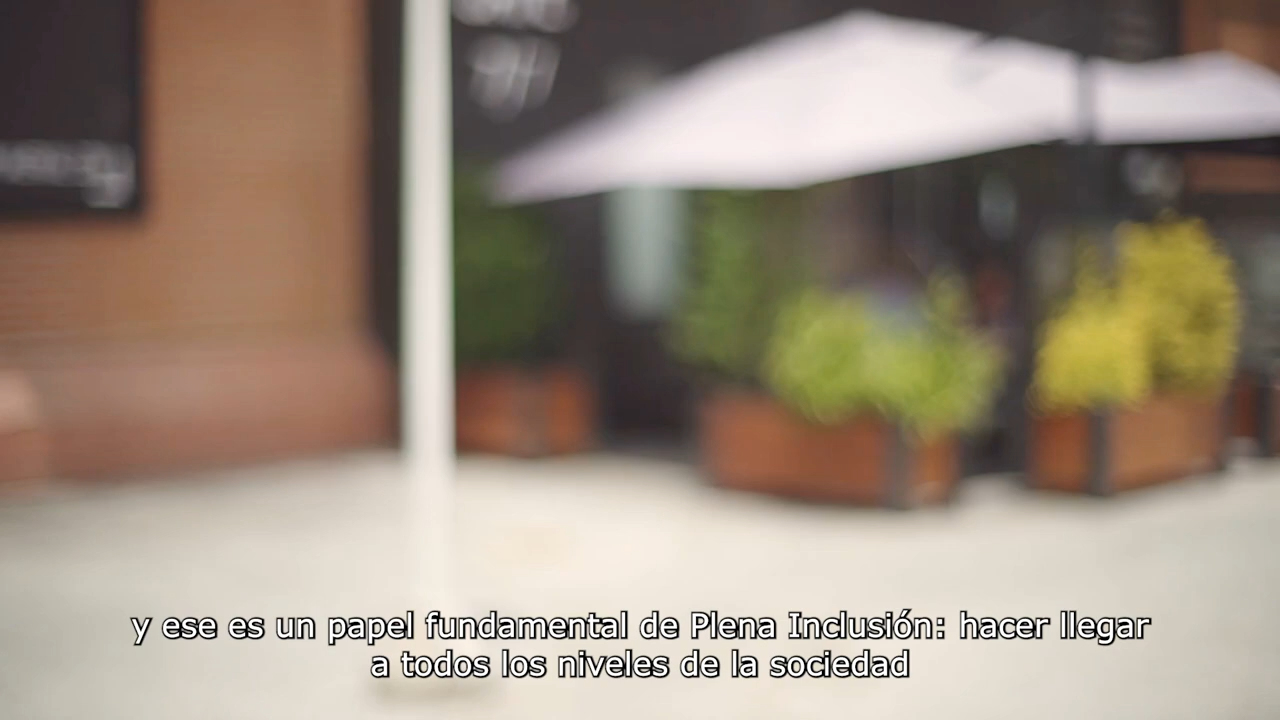 y ese es un papel fundamental de Plena Inclusión: hacer llegar
a todos los niveles de la sociedad